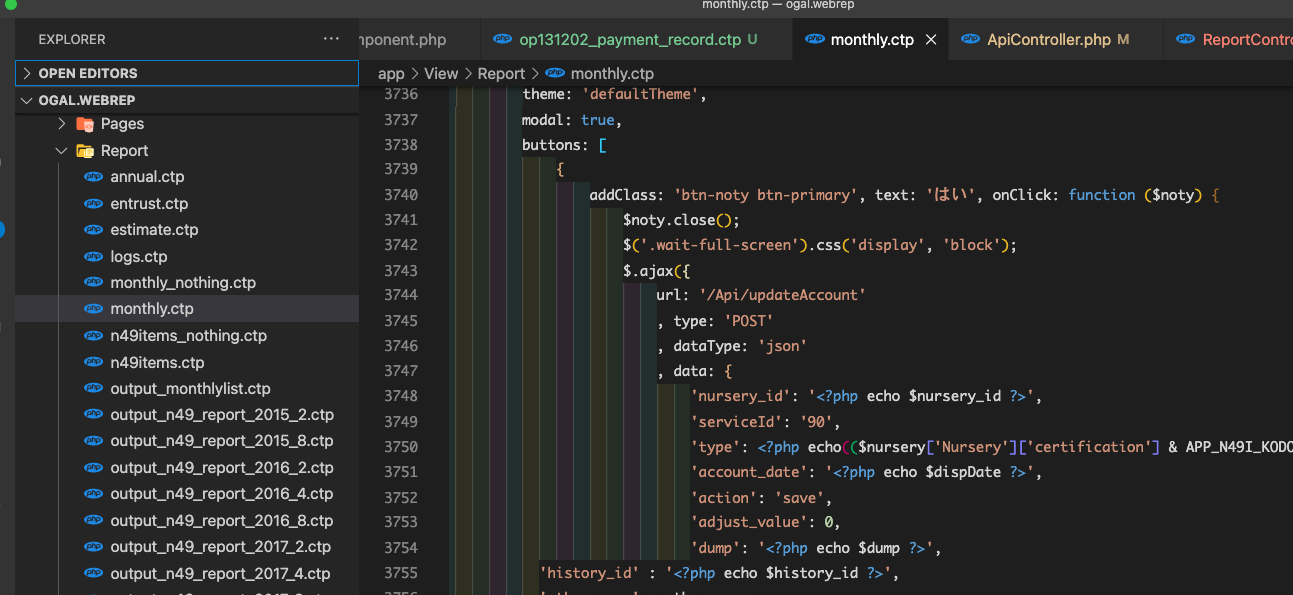 monthly.ctp — ogal.webrep
EXPLORER
ponent.php
op131202_payment_record.ctp U
monthly.ctp
ApiController.php M
ReportContro
OPEN EDITORS
app > View > Report > monthly.ctp
OGAL.WEBREP
Pages
Report
annual.ctp
entrust.ctp
estimate.ctp
logs.ctp
monthly_nothing.ctp
monthly.ctp
n49items_nothing.ctp
n49items.ctp
output_monthlylist.ctp
output_n49_report_2015_2.ctp
output_n49_report_2015_8.ctp
output_n49_report_2016_2.ctp
output_n49_report_2016_4.ctp
output_n49_report_2016_8.ctp
output_n49_report_2017_2.ctp
output_n49_report_2017_4.ctp
3736 theme: 'defaultTheme',
3737 modal: true,
3738 buttons: [
3739 {
3740 addClass: 'btn-noty btn-primary', text: 'はい', onClick: function ($noty) {
3741 $noty.close();
3742 $('.wait-full-screen').css('display', 'block');
3743 $.ajax({
3744 url: '/Api/updateAccount'
3745 , type: 'POST'
3746 , dataType: 'json'
3747 , data: {
3748 'nursery_id': '<?php echo $nursery_id ?>',
3749 'serviceId': '90',
3750 'type': <?php echo(($nursery['Nursery']['certification'] & APP_N49I_KODO
3751 'account_date': '<?php echo $dispDate ?>',
3752 'action': 'save',
3753 'adjust_value': 0,
3754 'dump': '<?php echo $dump ?>',
3755 'history_id' : '<?php echo $history_id ?>',